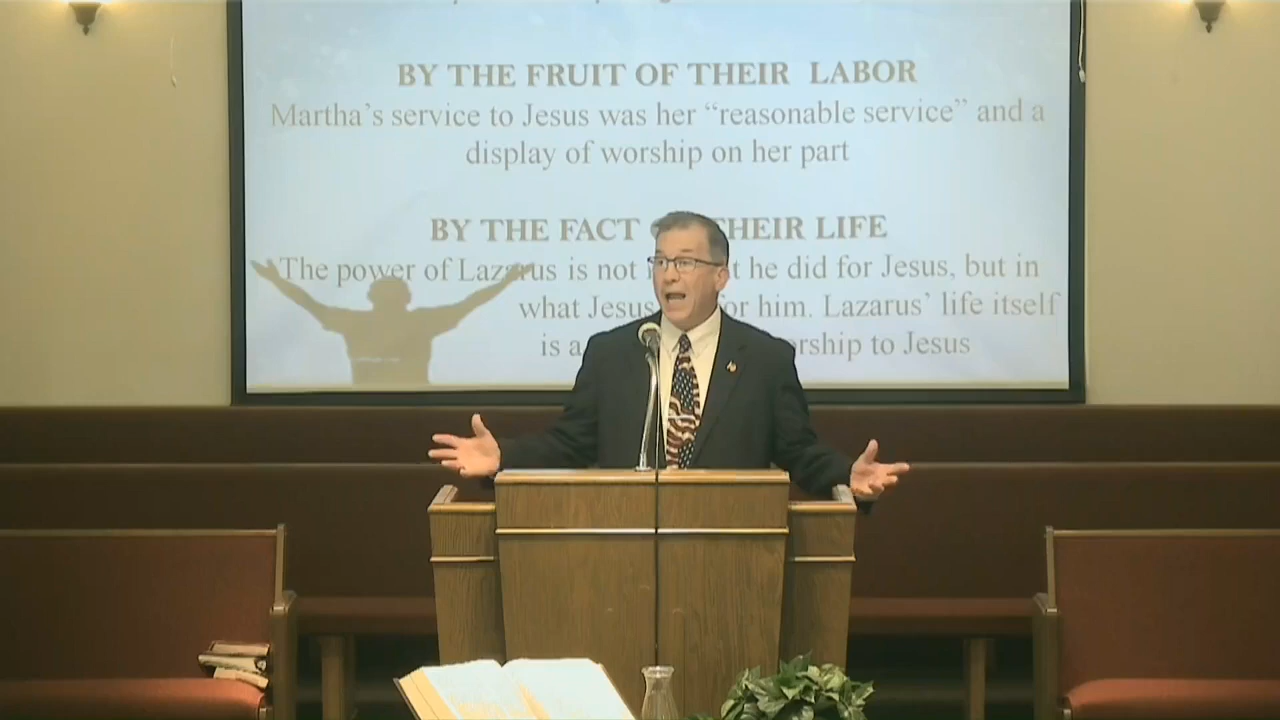 BY THE FRUIT OF THEIR LABOR
Martha's service to Jesus was her “reasonable service” and a
display of worship on her part
BY THE FACT THEIR LIFE
The power of Lazarus is not he did for Jesus, but in
what Jesus for him. Lazarus' life itself
is a to Jesus